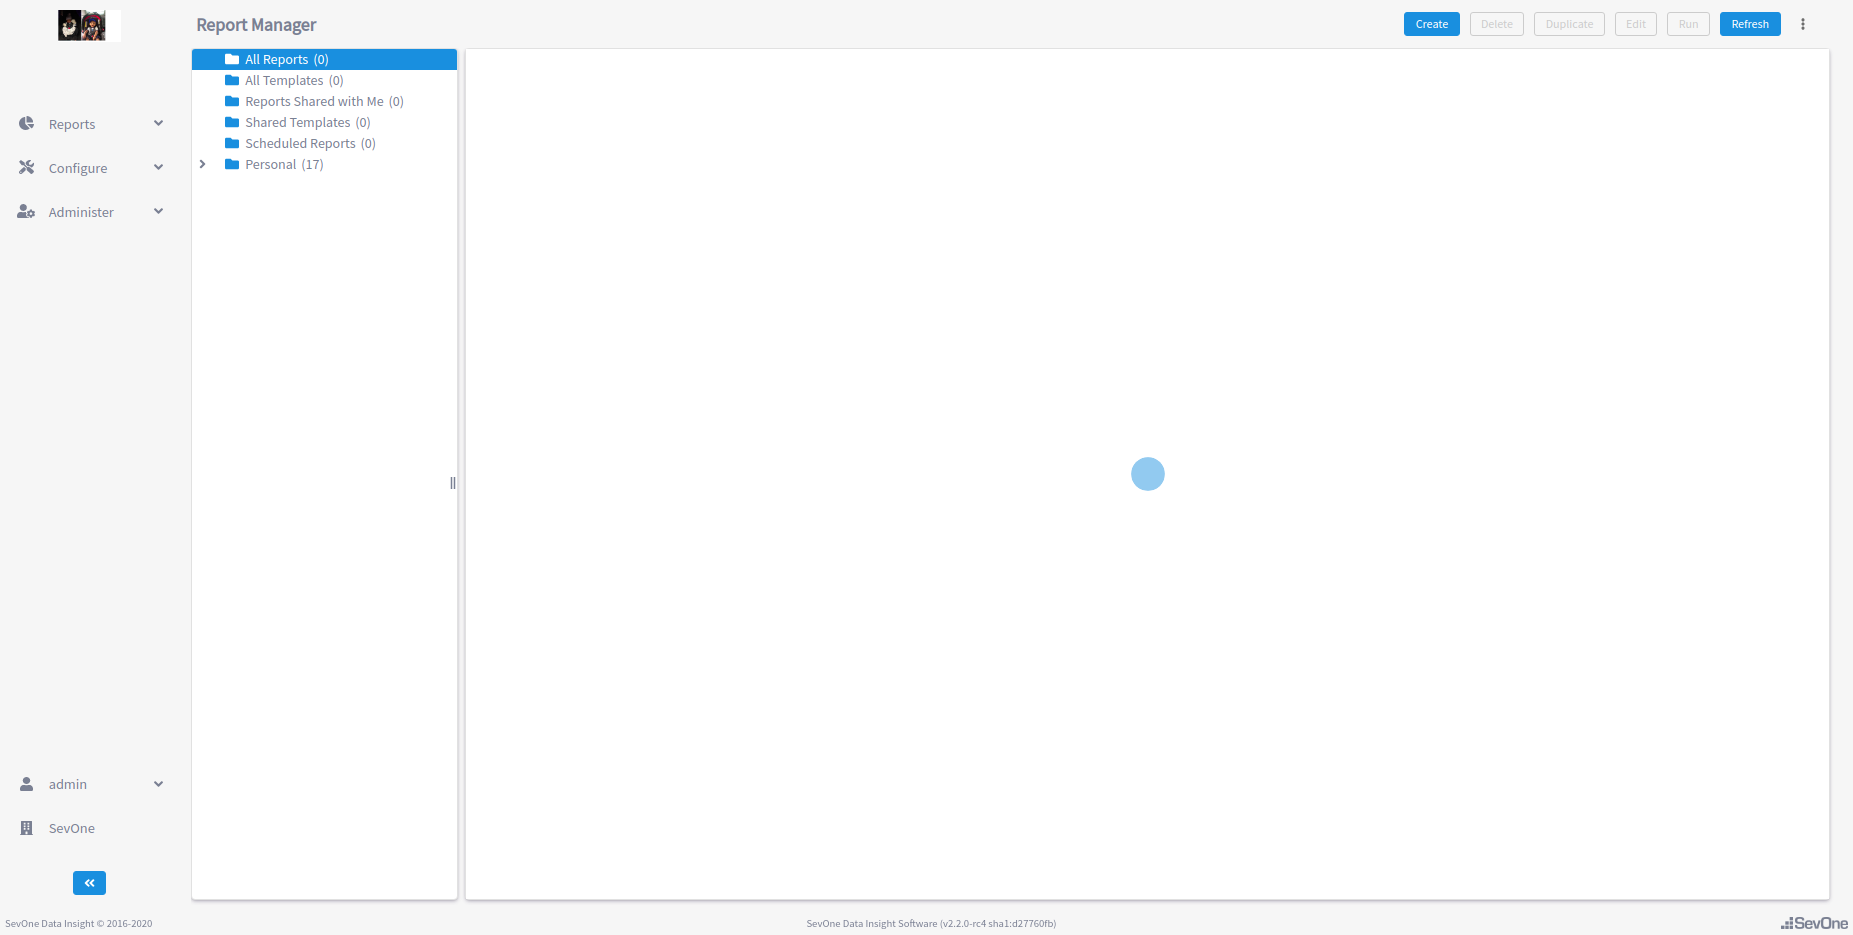 Report Manager
Create
Delete
Duplicate
Edit
Run
Refresh
All Reports (0)
All Templates (0)
Reports Shared with Me (0)
Shared Templates (0)
Scheduled Reports (0)
Personal (17)
Reports
Configure
Administer
admin
SevOne
SevOne Data Insight © 2016-2020
SevOne Data Insight Software (v2.2.0-rc4 sha1:d27760fb)
SevOne